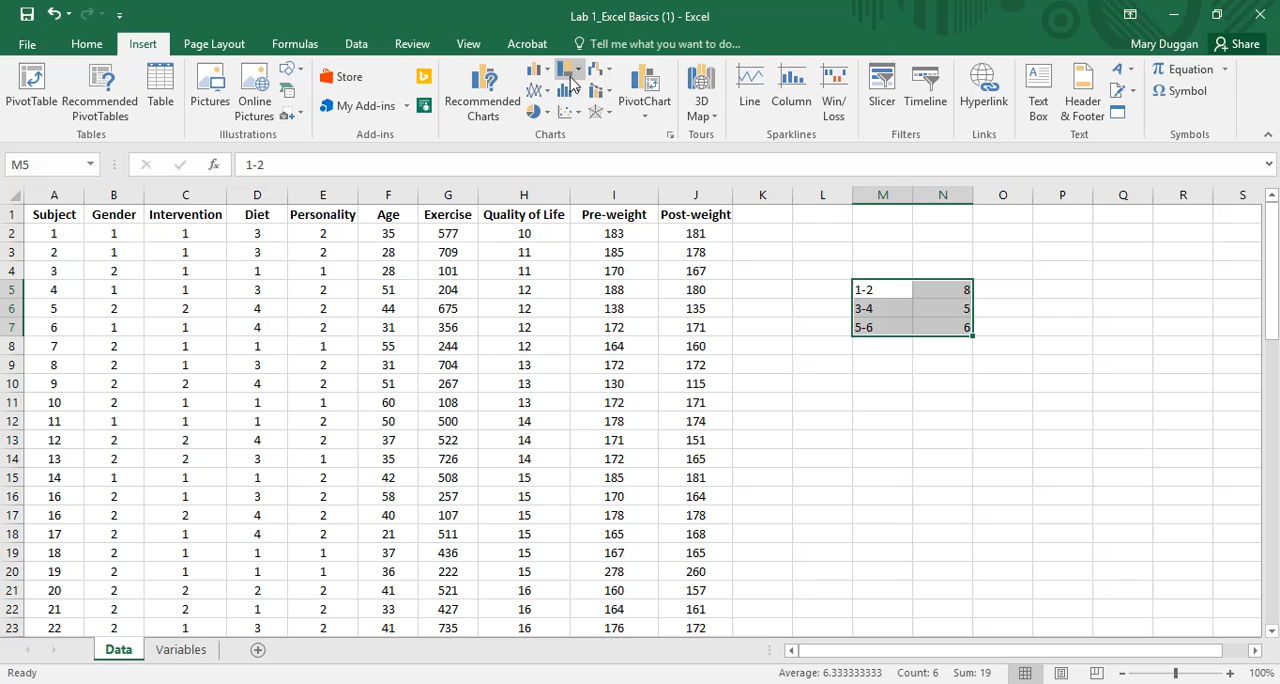 Lab 1_Excel Basics (1) - Excel
File Home Insert Page Layout Formulas Data Review View Acrobat Tell me what you want to do... Mary Duggan Share
PivotTable Recommended PivotTables Table Pictures Online Pictures Store My Add-ins Recommended Charts PivotChart 3D Map Line Column Win/Loss Slicer Timeline Hyperlink Text Box Header & Footer Equation Symbol
Tables Illustrations Add-ins Charts Tours Sparklines Filters Links Text Symbols
M5 fx 1-2
A B C D E F G H I J K L M N O P Q R S
1 Subject Gender Intervention Diet Personality Age Exercise Quality of Life Pre-weight Post-weight
2 1 1 1 3 2 35 577 10 183 181
3 2 1 1 3 2 28 709 11 185 178
4 3 2 1 1 1 28 101 11 170 167
5 4 1 1 3 2 51 204 12 188 180 1-2 8
6 5 2 2 4 2 44 675 12 138 135 3-4 5
7 6 1 1 4 2 31 356 12 172 171 5-6 6
8 7 2 1 1 2 55 244 12 164 160
9 8 2 1 3 2 31 704 13 172 172
10 9 2 2 4 2 51 267 13 130 115
11 10 2 1 1 1 60 108 13 172 171
12 11 1 1 1 2 50 500 14 178 174
13 12 2 2 4 2 37 522 14 171 151
14 13 2 2 3 1 35 726 14 172 165
15 14 1 1 1 2 42 508 15 185 181
16 16 2 1 3 2 58 257 15 170 164
17 16 2 2 4 2 40 107 15 178 178
18 17 2 1 4 2 21 511 15 165 168
19 18 2 1 1 2 37 436 15 167 165
20 19 2 1 1 1 36 222 15 278 260
21 20 2 2 2 2 41 521 16 160 157
22 21 2 2 1 2 33 427 16 164 161
23 22 2 1 3 2 41 735 16 176 172
Data Variables
Ready Average: 6.333333333 Count: 6 Sum: 19 100%